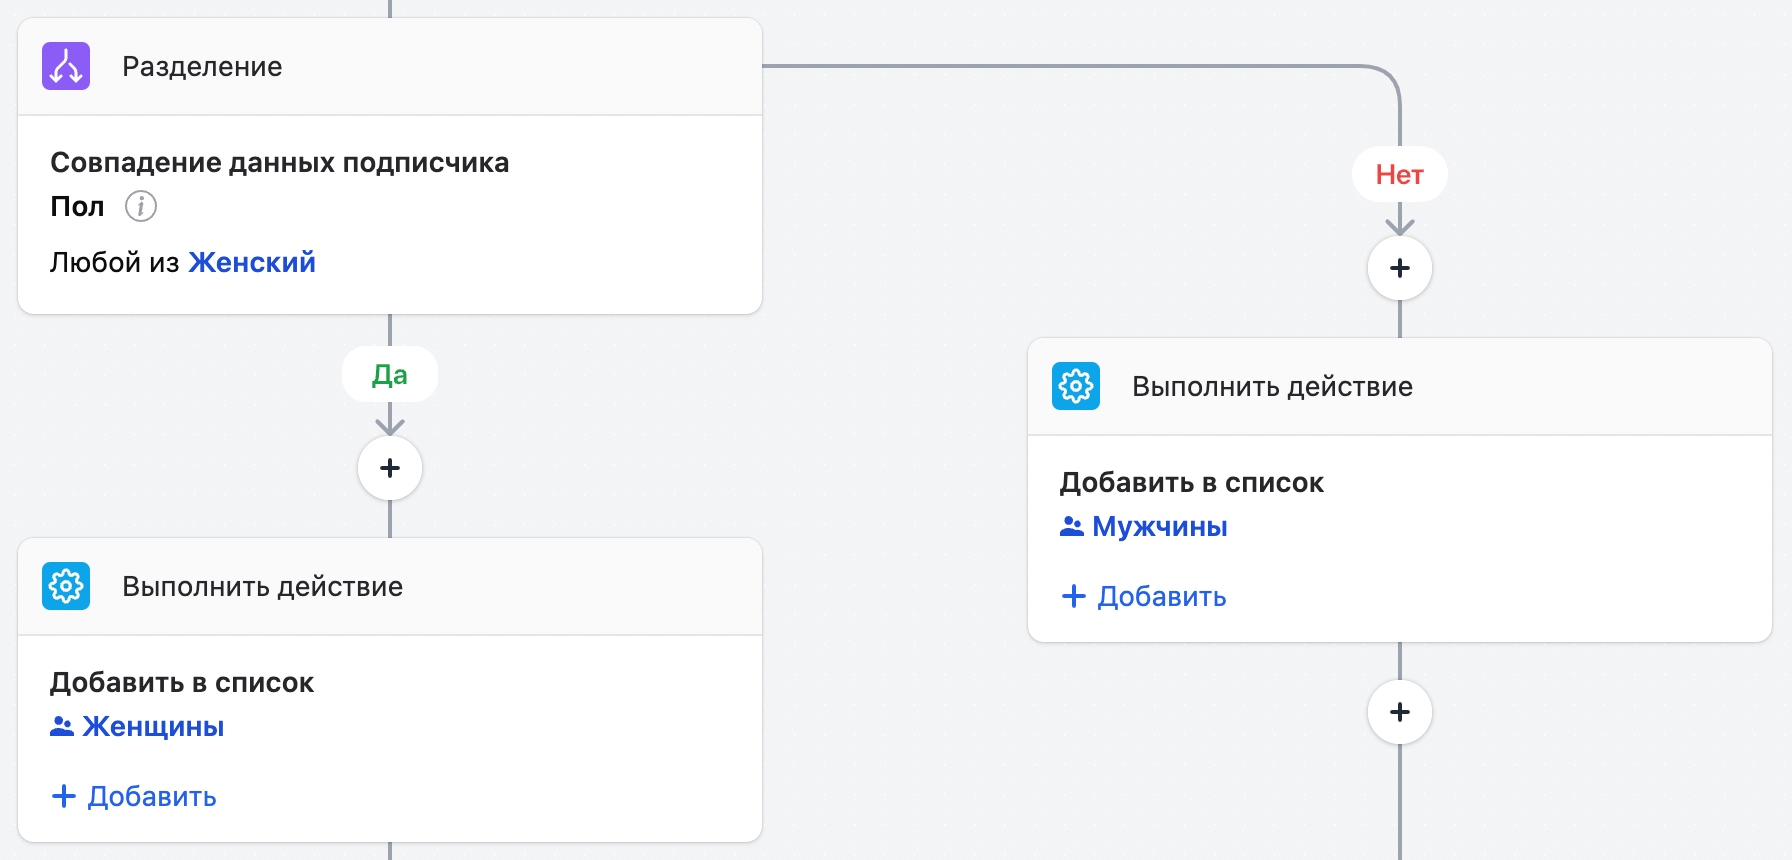 Разделение
Совпадение данных подписчика
Пол
Любой из Женский
Да
Выполнить действие
Добавить в список
Женщины
Добавить
Нет
Выполнить действие
Добавить в список
Мужчины
Добавить